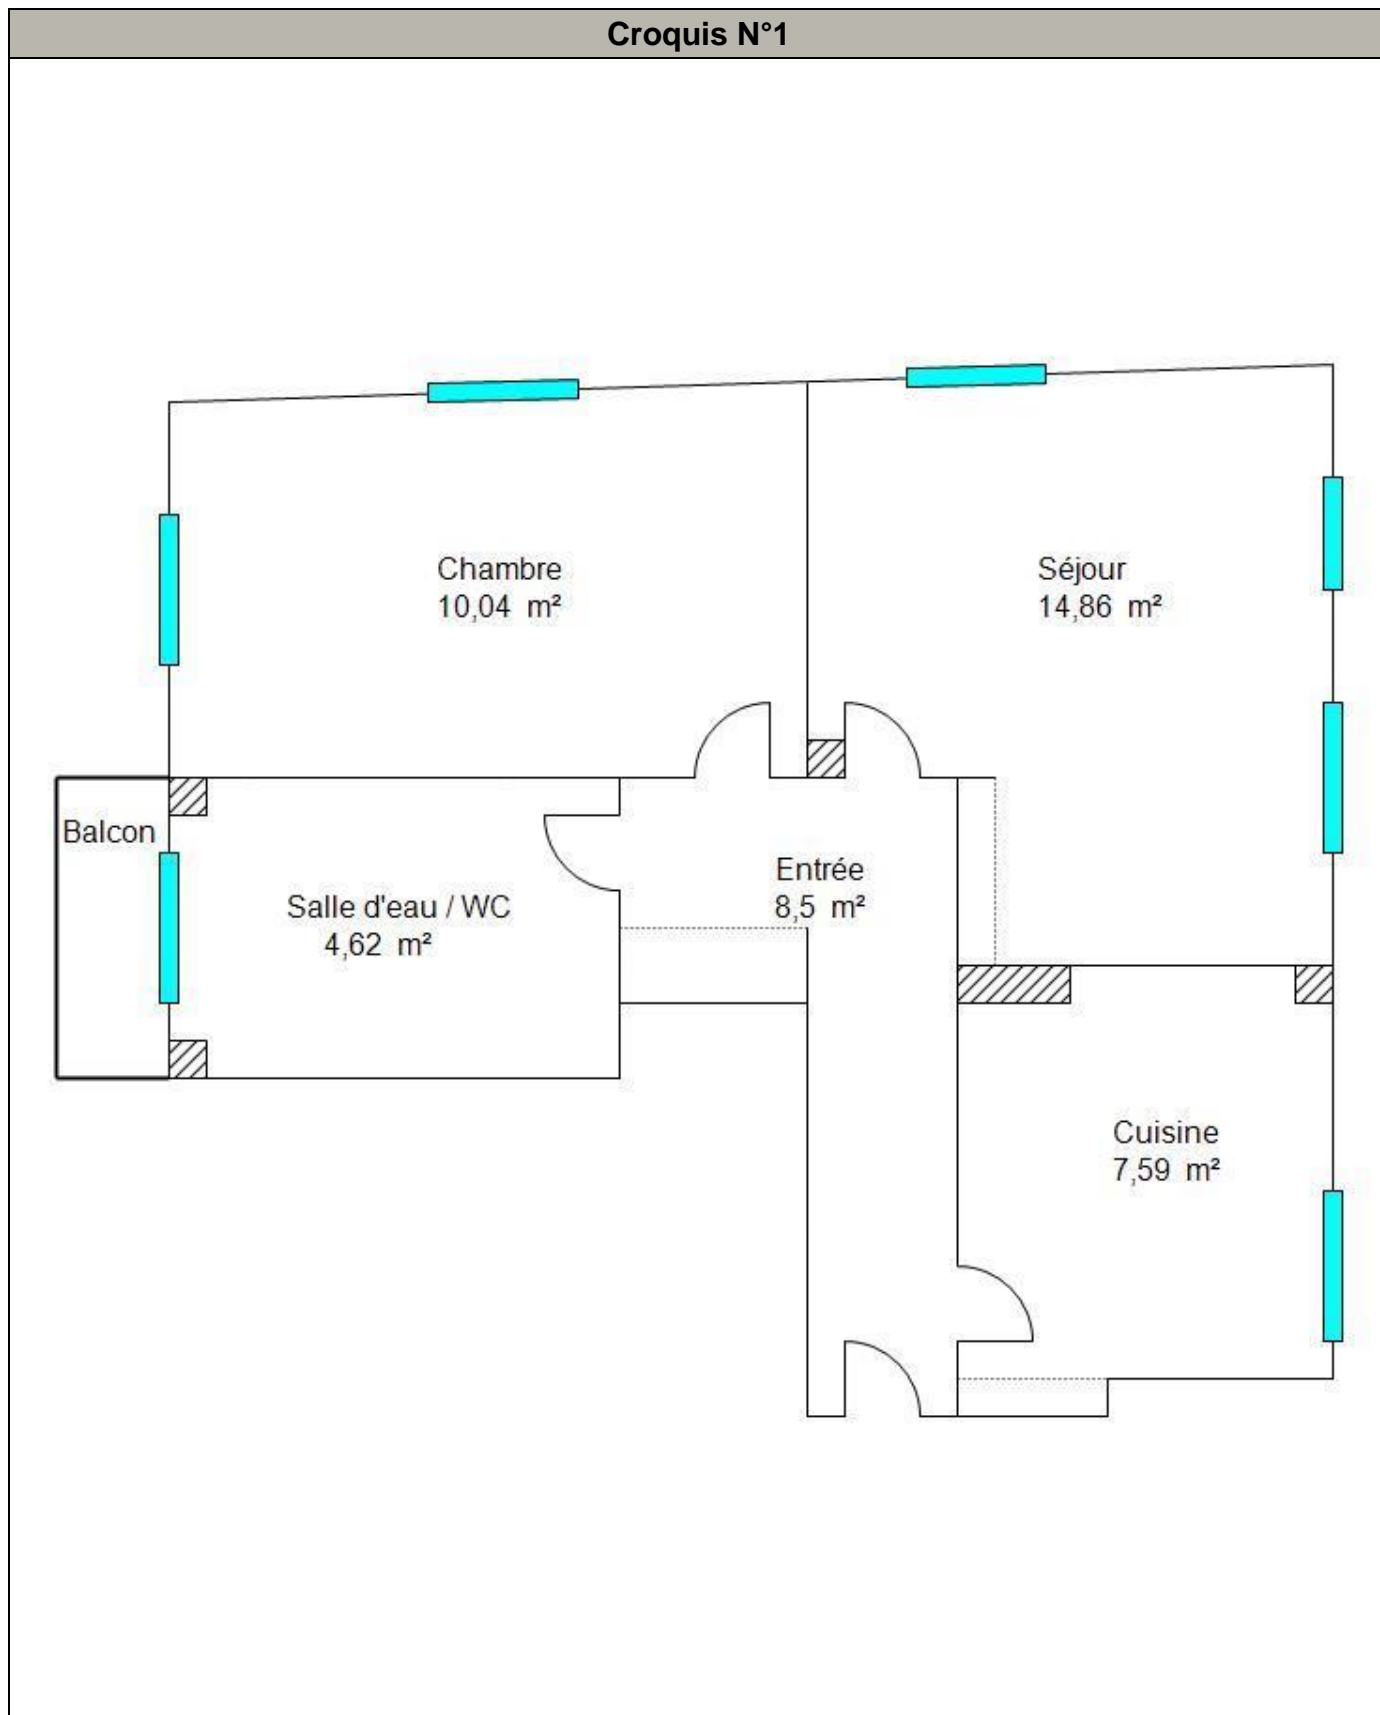 Croquis N°1
Chambre
10,04 m²
Séjour
14,86 m²
Balcon
Entrée
8,5 m²
Salle d'eau / WC
4,62 m²
Cuisine
7,59 m²